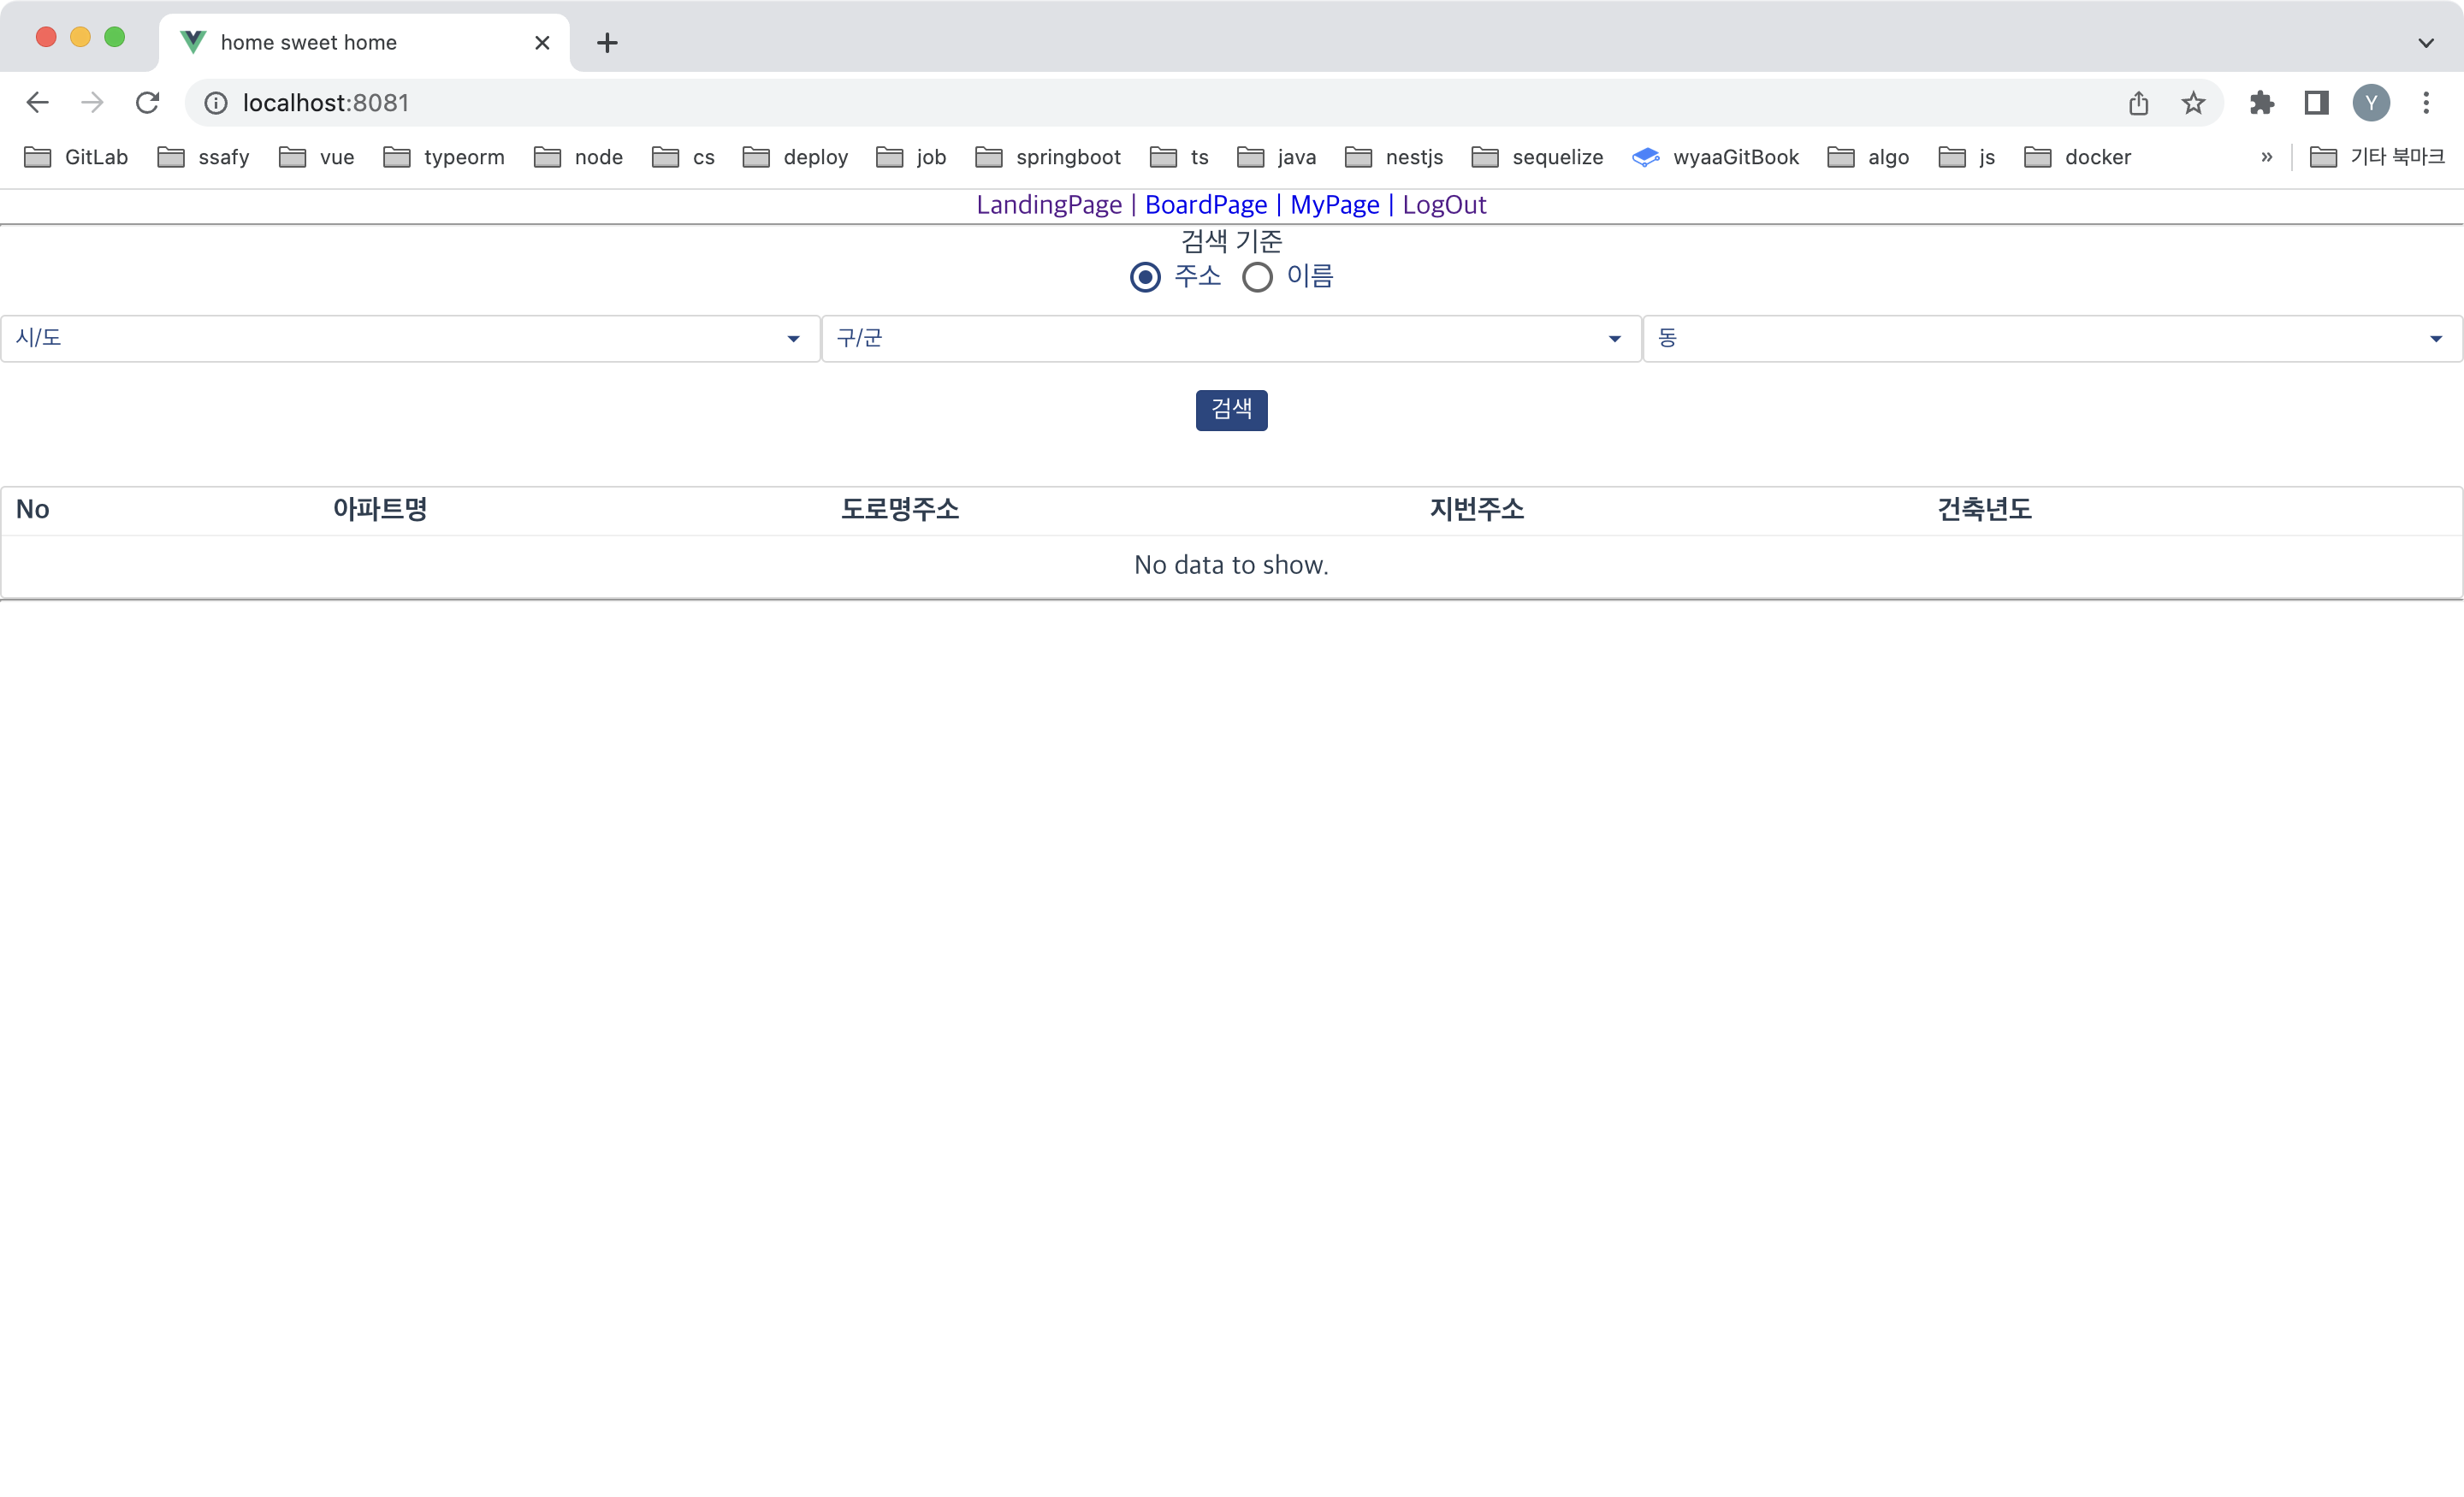 home sweet home
localhost:8081
Y
GitLab ssafy vue typeorm node cs deploy job springboot ts java nestjs sequelize wyaaGitBook algo js docker » 기타 북마크
LandingPage | BoardPage | MyPage | LogOut
검색 기준
주소 이름
시/도 구/군 동
검색
No 아파트명 도로명주소 지번주소 건축년도
No data to show.